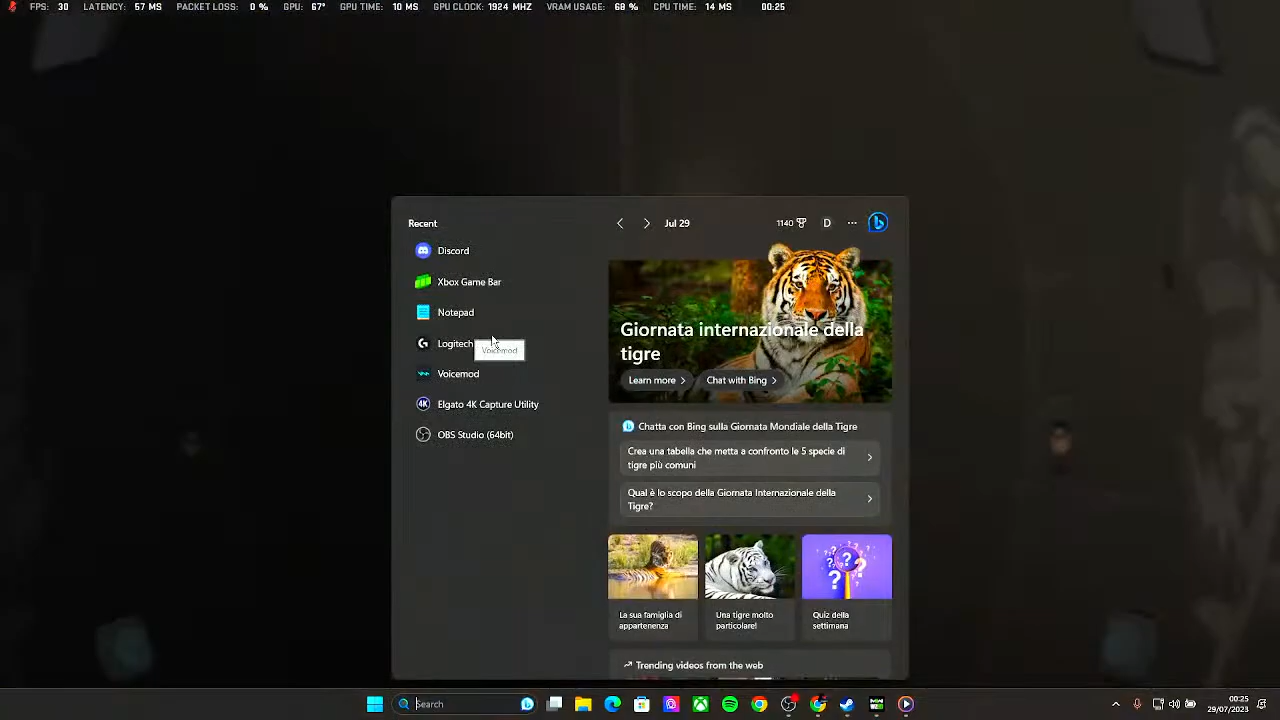 FPS: 30 LATENCY: 57 MS PACKET LOSS: 0 % GPU: 67° GPU TIME: 10 MS GPU CLOCK: 1924 MHZ VRAM USAGE: 68 % CPU TIME: 14 MS 00:25
Recent
Discord
Xbox Game Bar
Notepad
Logitech
Voicemod
Voicemod
Elgato 4K Capture Utility
OBS Studio (64bit)
Jul 29
1140
D
Giornata internazionale della
tigre
Learn more
Chat with Bing
Chatta con Bing sulla Giornata Mondiale della Tigre
Crea una tabella che metta a confronto le 5 specie di
tigre più comuni
Qual è lo scopo della Giornata Internazionale della
Tigre?
La sua famiglia di
appartenenza
Una tigre molto
particolare!
Quiz della
settimana
Trending videos from the web
Search
00:25
29/07/2023